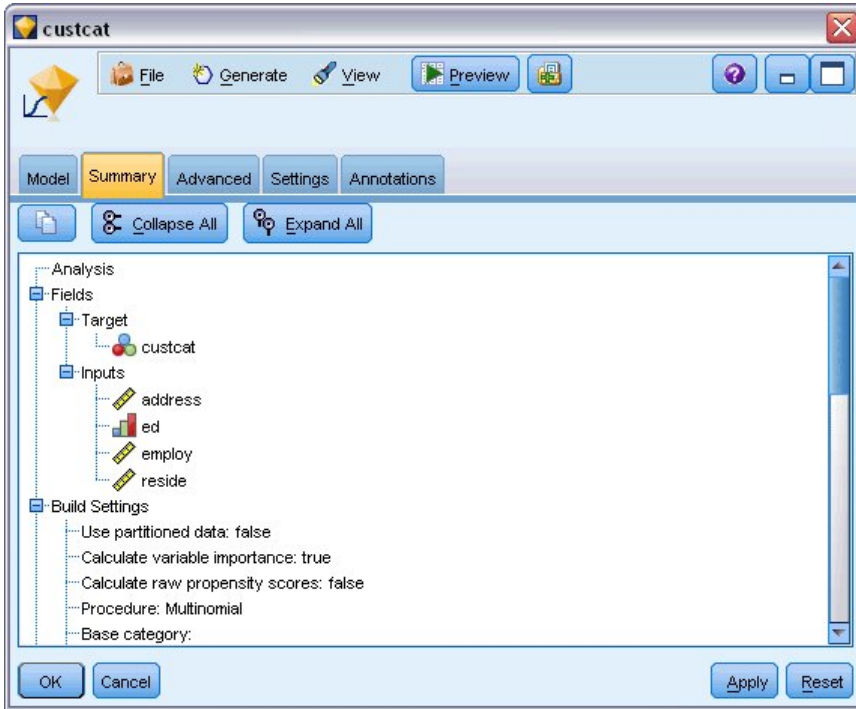 custcat
File Generate View Preview
Model Summary Advanced Settings Annotations
Collapse All Expand All
Analysis
Fields
Target
custcat
Inputs
address
ed
employ
reside
Build Settings
Use partitioned data: false
Calculate variable importance: true
Calculate raw propensity scores: false
Procedure: Multinomial
Base category:
OK Cancel Apply Reset